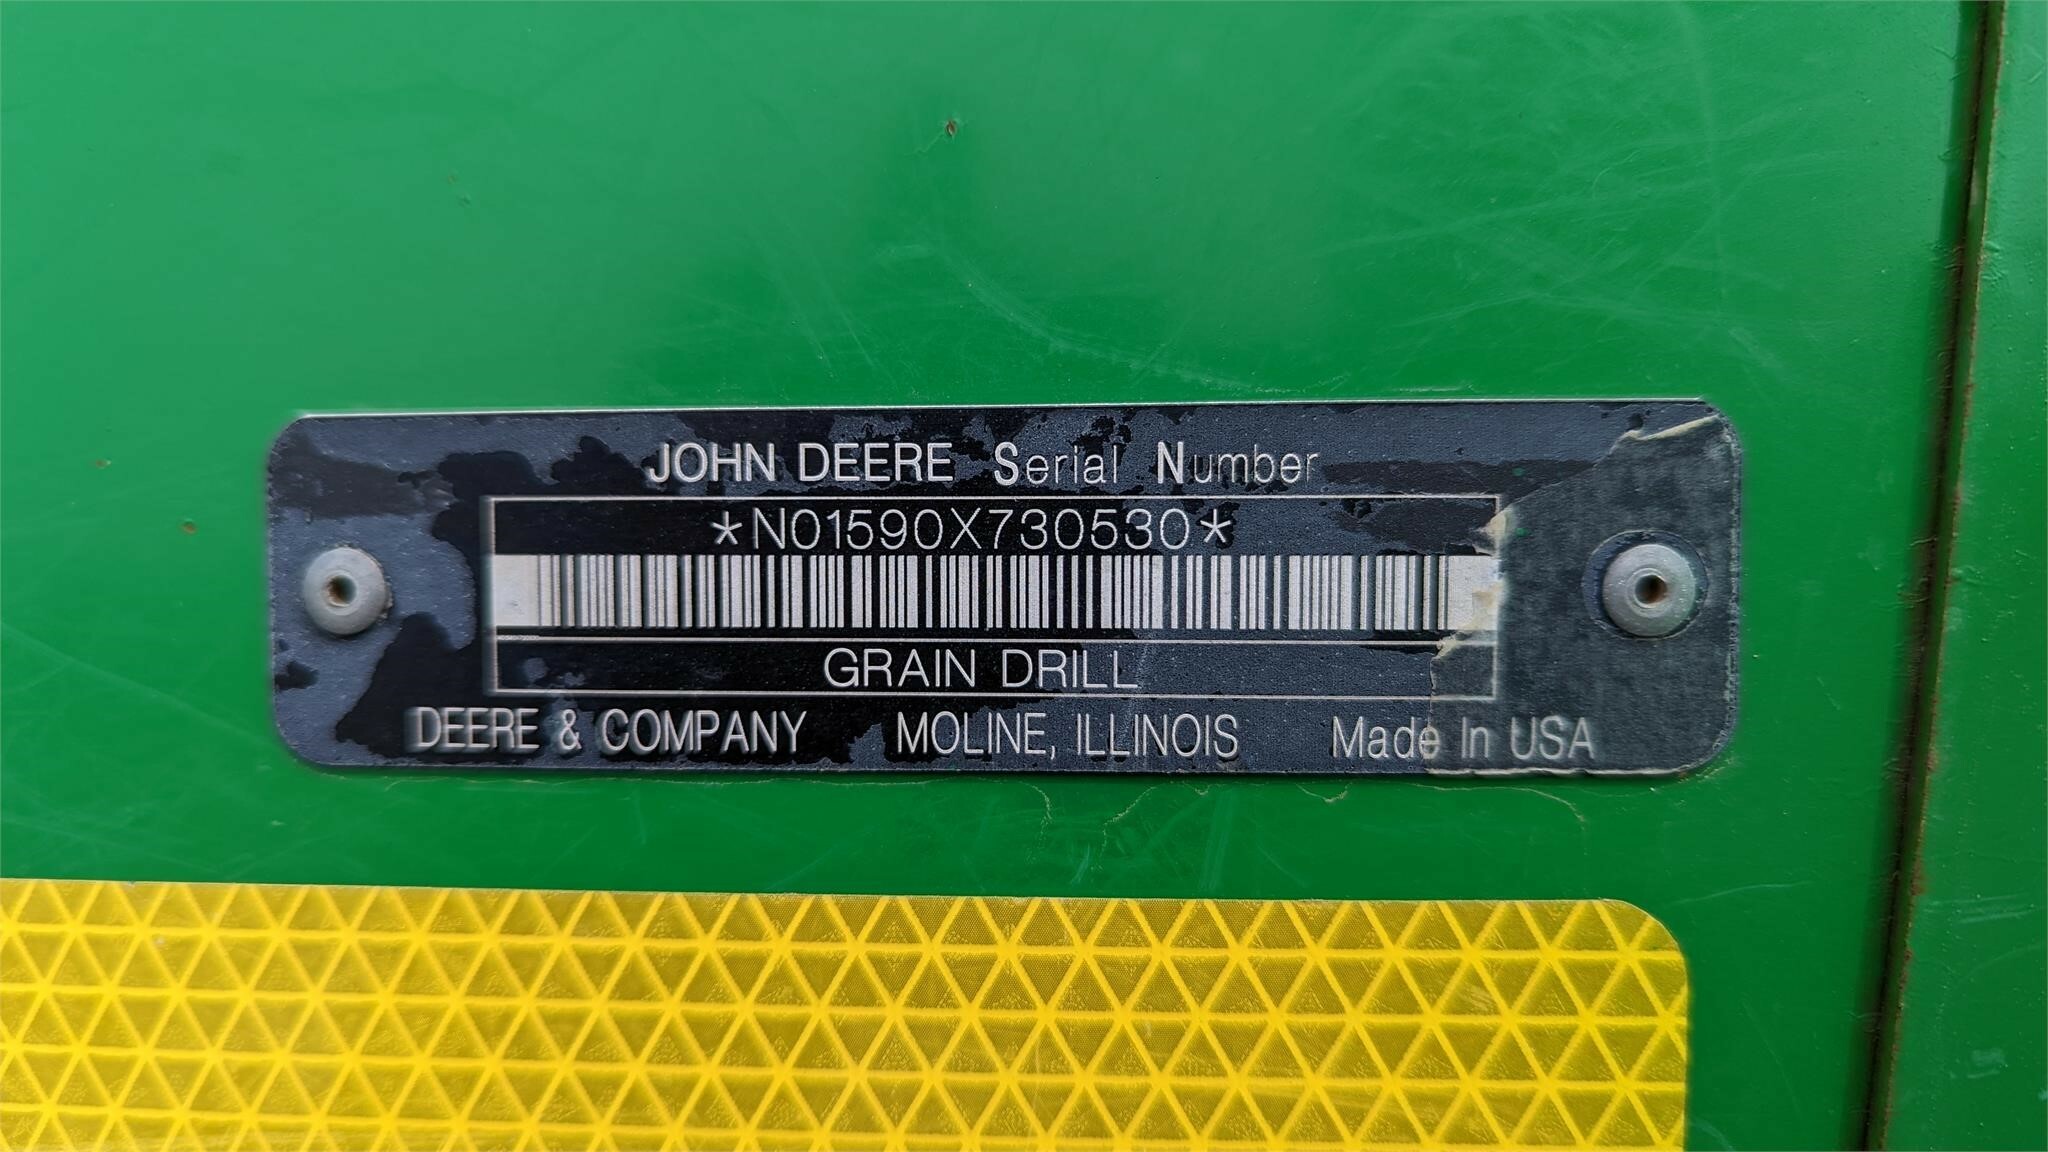 JOHN DEERE Serial Number
*N01590X730530*
GRAIN DRILL
DEERE & COMPANY MOLINE, ILLINOIS Made In USA